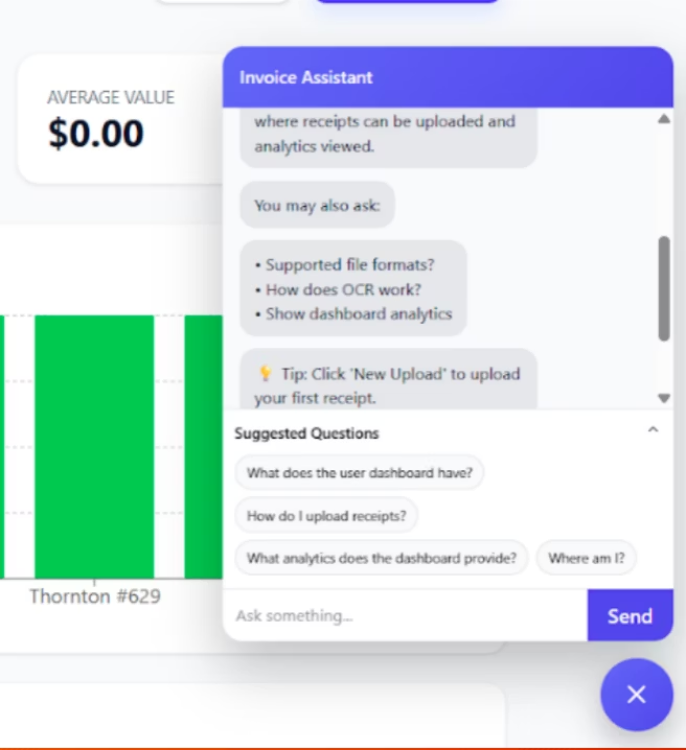 AVERAGE VALUE
$0.00
Thornton #629
Invoice Assistant
where receipts can be uploaded and
analytics viewed.
You may also ask:
• Supported file formats?
• How does OCR work?
• Show dashboard analytics
💡 Tip: Click 'New Upload' to upload
your first receipt.
Suggested Questions
What does the user dashboard have?
How do I upload receipts?
What analytics does the dashboard provide? Where am I?
Ask something... Send